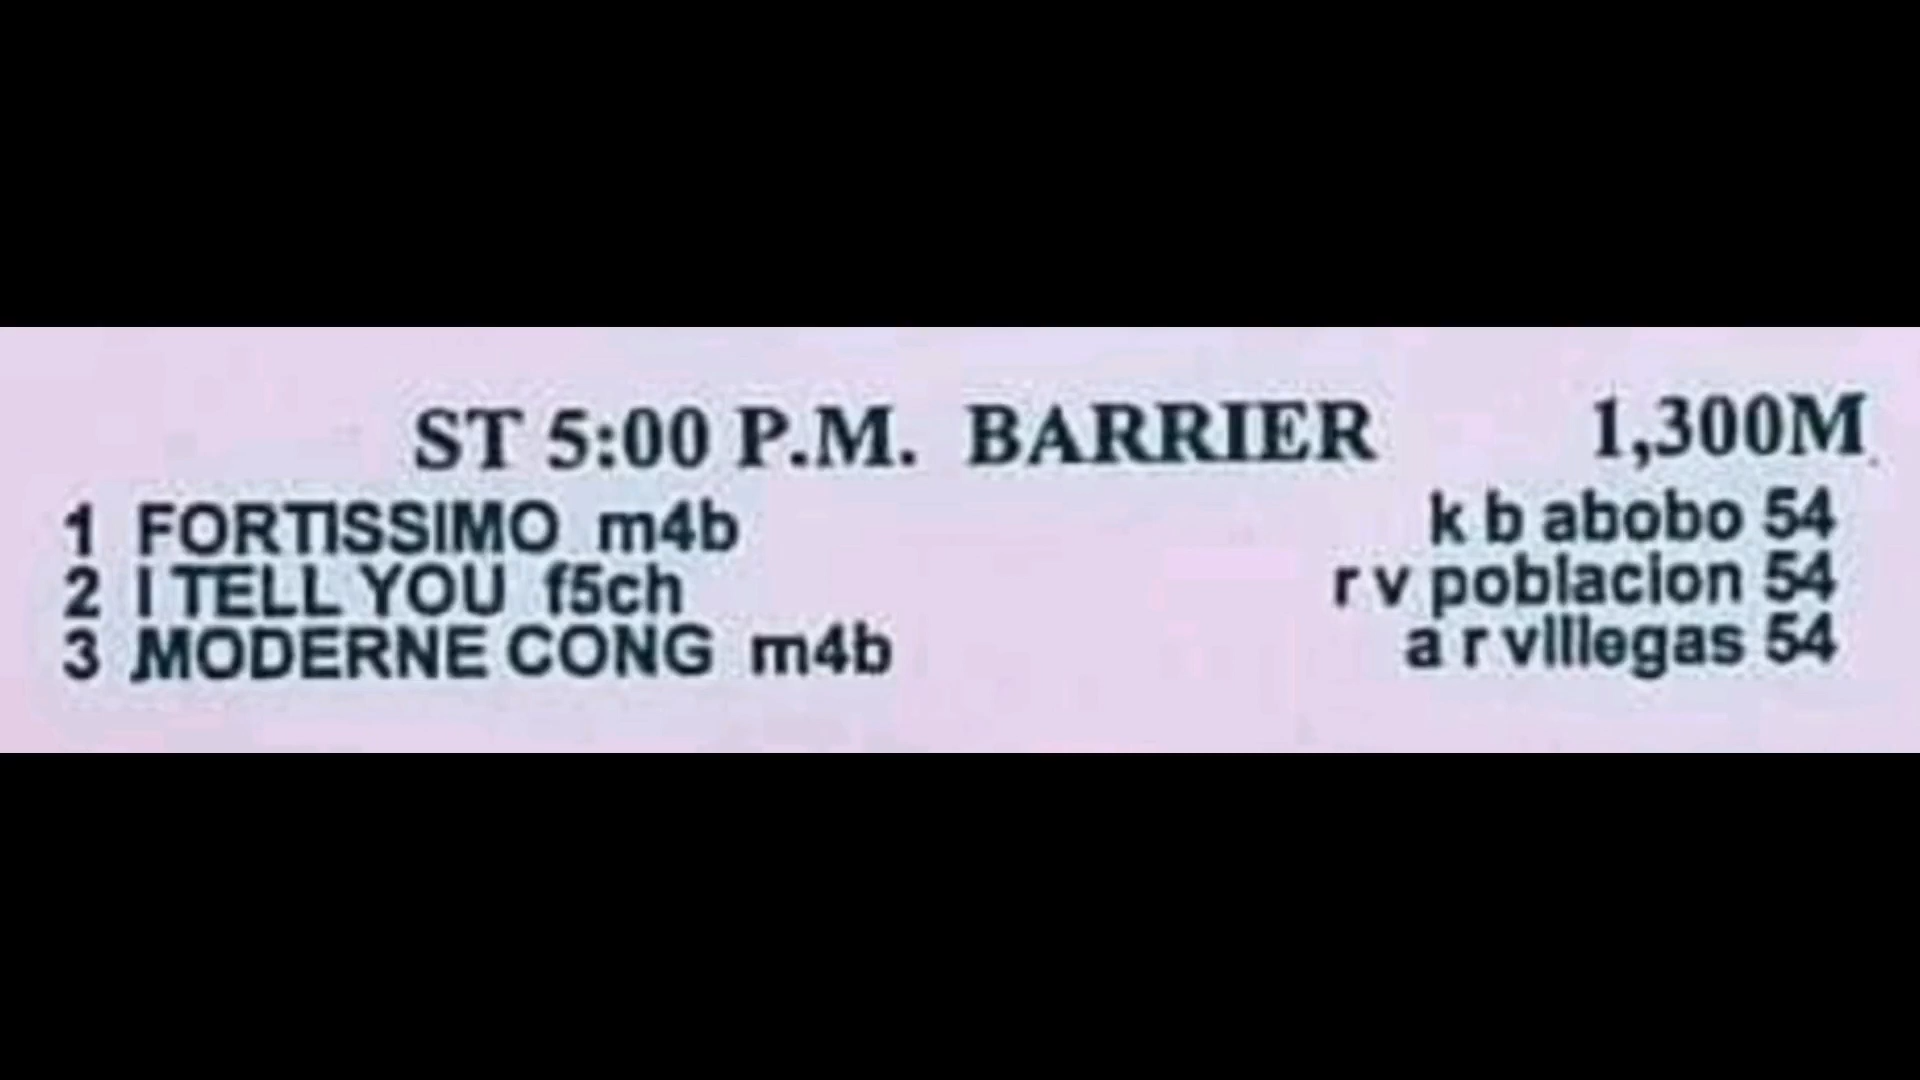 ST 5:00 P.M. BARRIER 1,300M
1 FORTISSIMO m4b k b abobo 54
2 I TELL YOU f5ch r v poblacion 54
3 MODERNE CONG m4b a r villegas 54